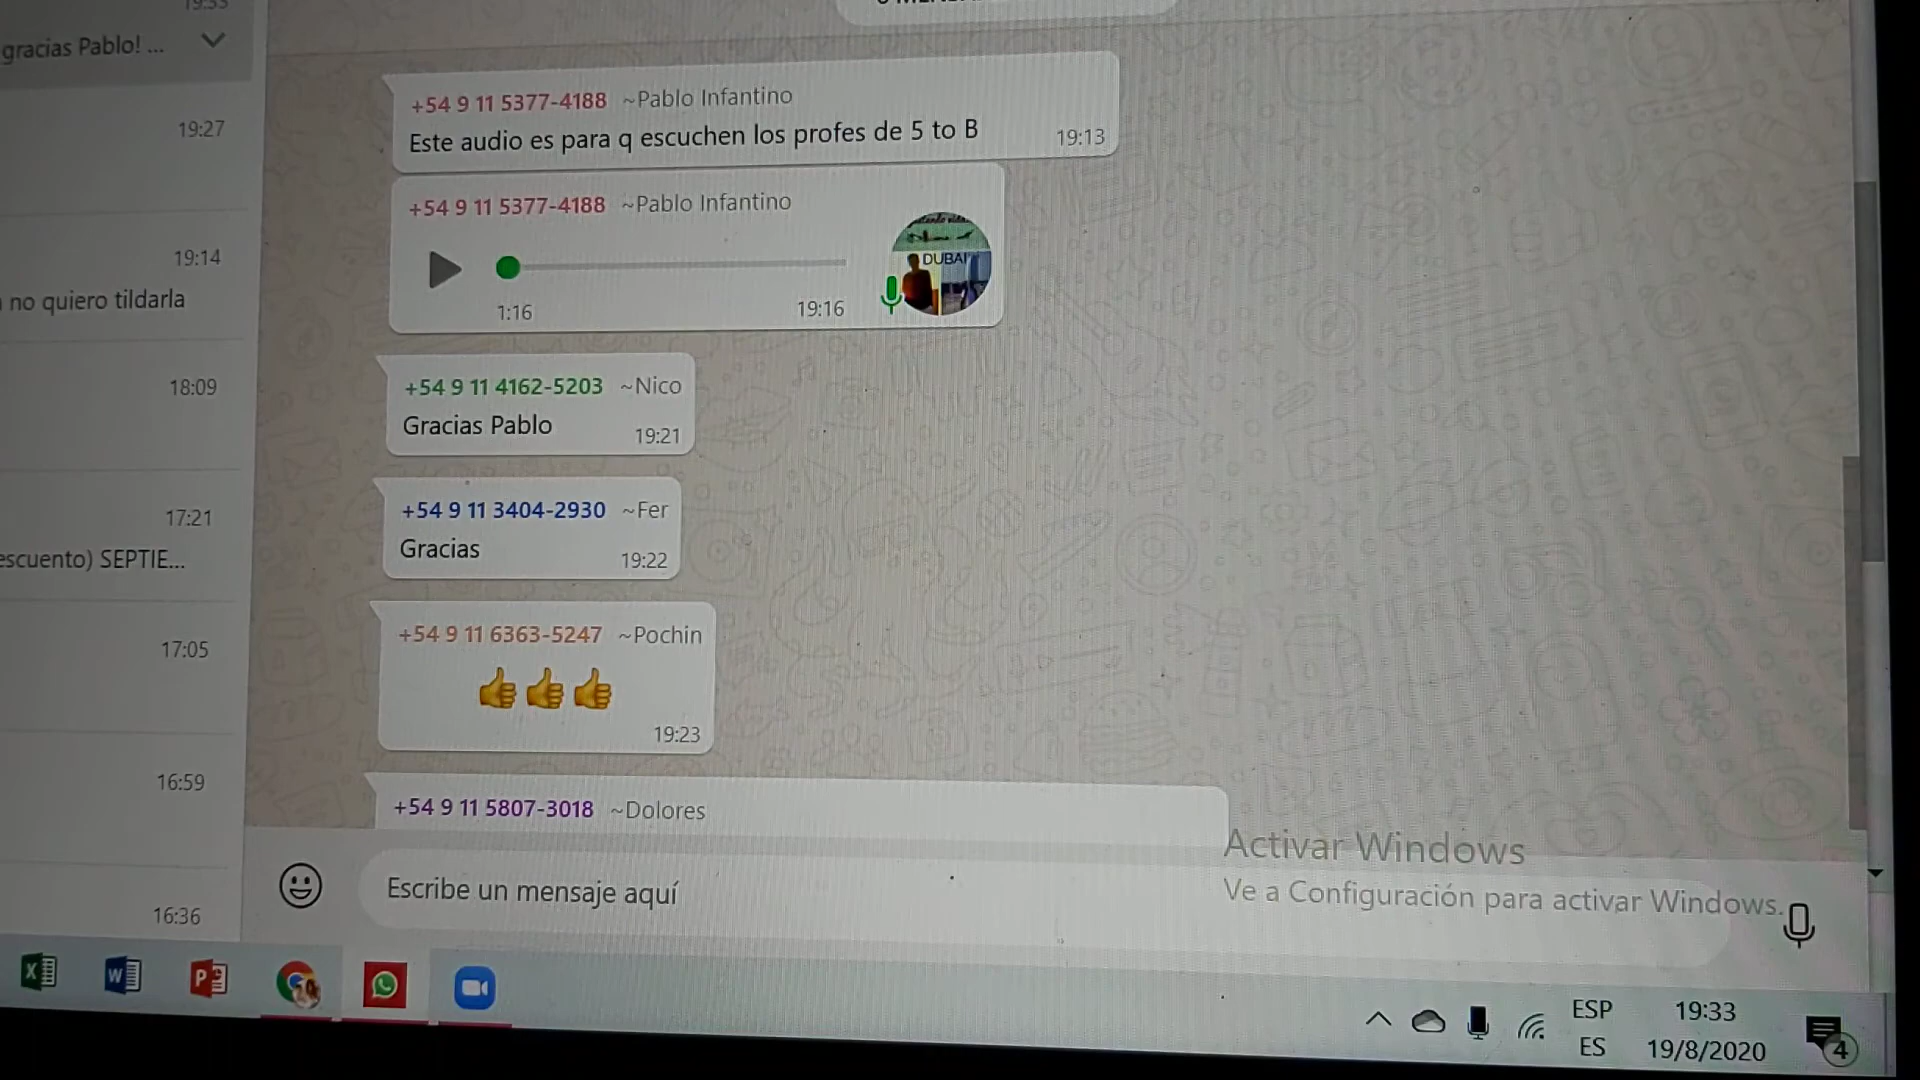 19:33
gracias Pablo! ...
19:27
19:14
no quiero tildarla
18:09
17:21
escuento) SEPTIE...
17:05
16:59
16:36
+54 9 11 5377-4188 ~Pablo Infantino
Este audio es para q escuchen los profes de 5 to B
19:13
+54 9 11 5377-4188 ~Pablo Infantino
DUBAI
1:16
19:16
+54 9 11 4162-5203 ~Nico
Gracias Pablo
19:21
+54 9 11 3404-2930 ~Fer
Gracias
19:22
+54 9 11 6363-5247 ~Pochin
👍👍👍
19:23
+54 9 11 5807-3018 ~Dolores
Escribe un mensaje aquí
Activar Windows
Ve a Configuración para activar Windows.
ESP
ES
19:33
19/8/2020
4